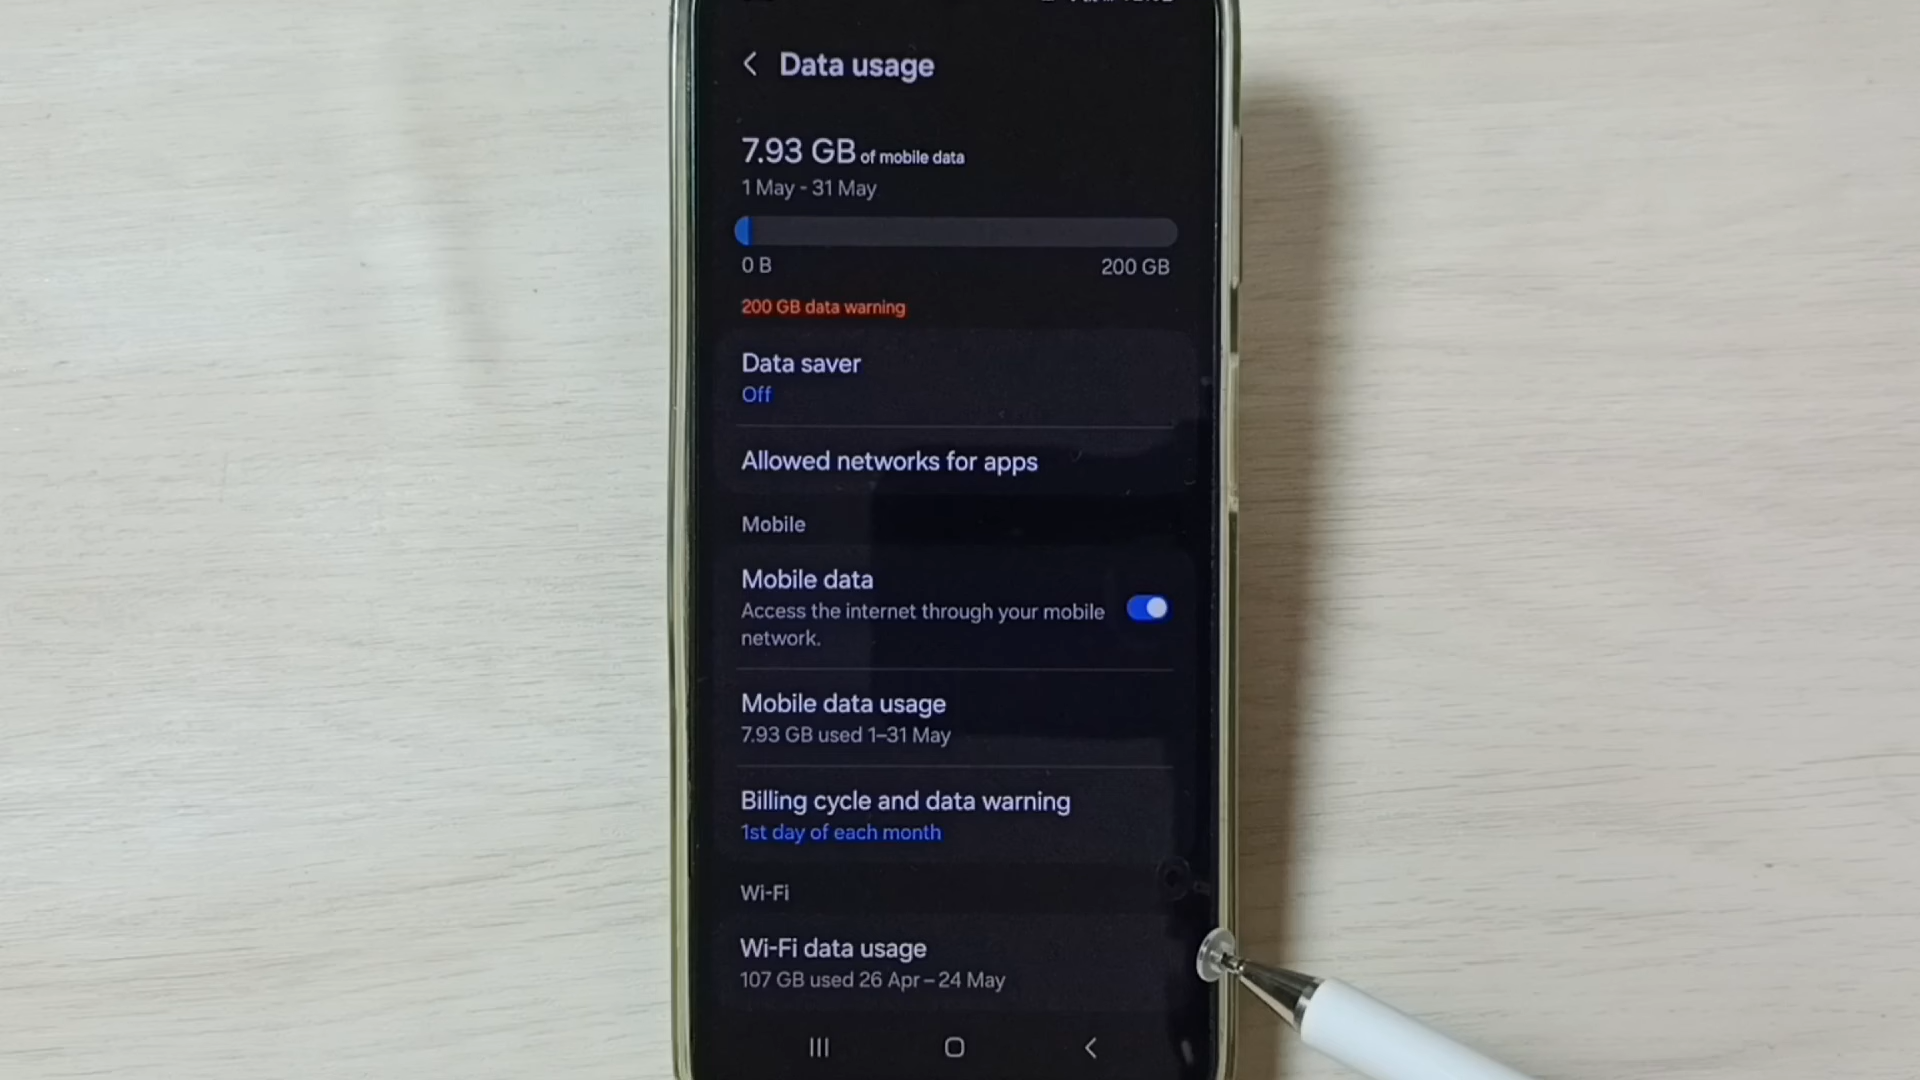 Data usage
7.93 GB of mobile data
1 May - 31 May
0 B
200 GB
200 GB data warning
Data saver
Off
Allowed networks for apps
Mobile
Mobile data
Access the internet through your mobile
network.
Mobile data usage
7.93 GB used 1–31 May
Billing cycle and data warning
1st day of each month
Wi-Fi
Wi-Fi data usage
107 GB used 26 Apr – 24 May